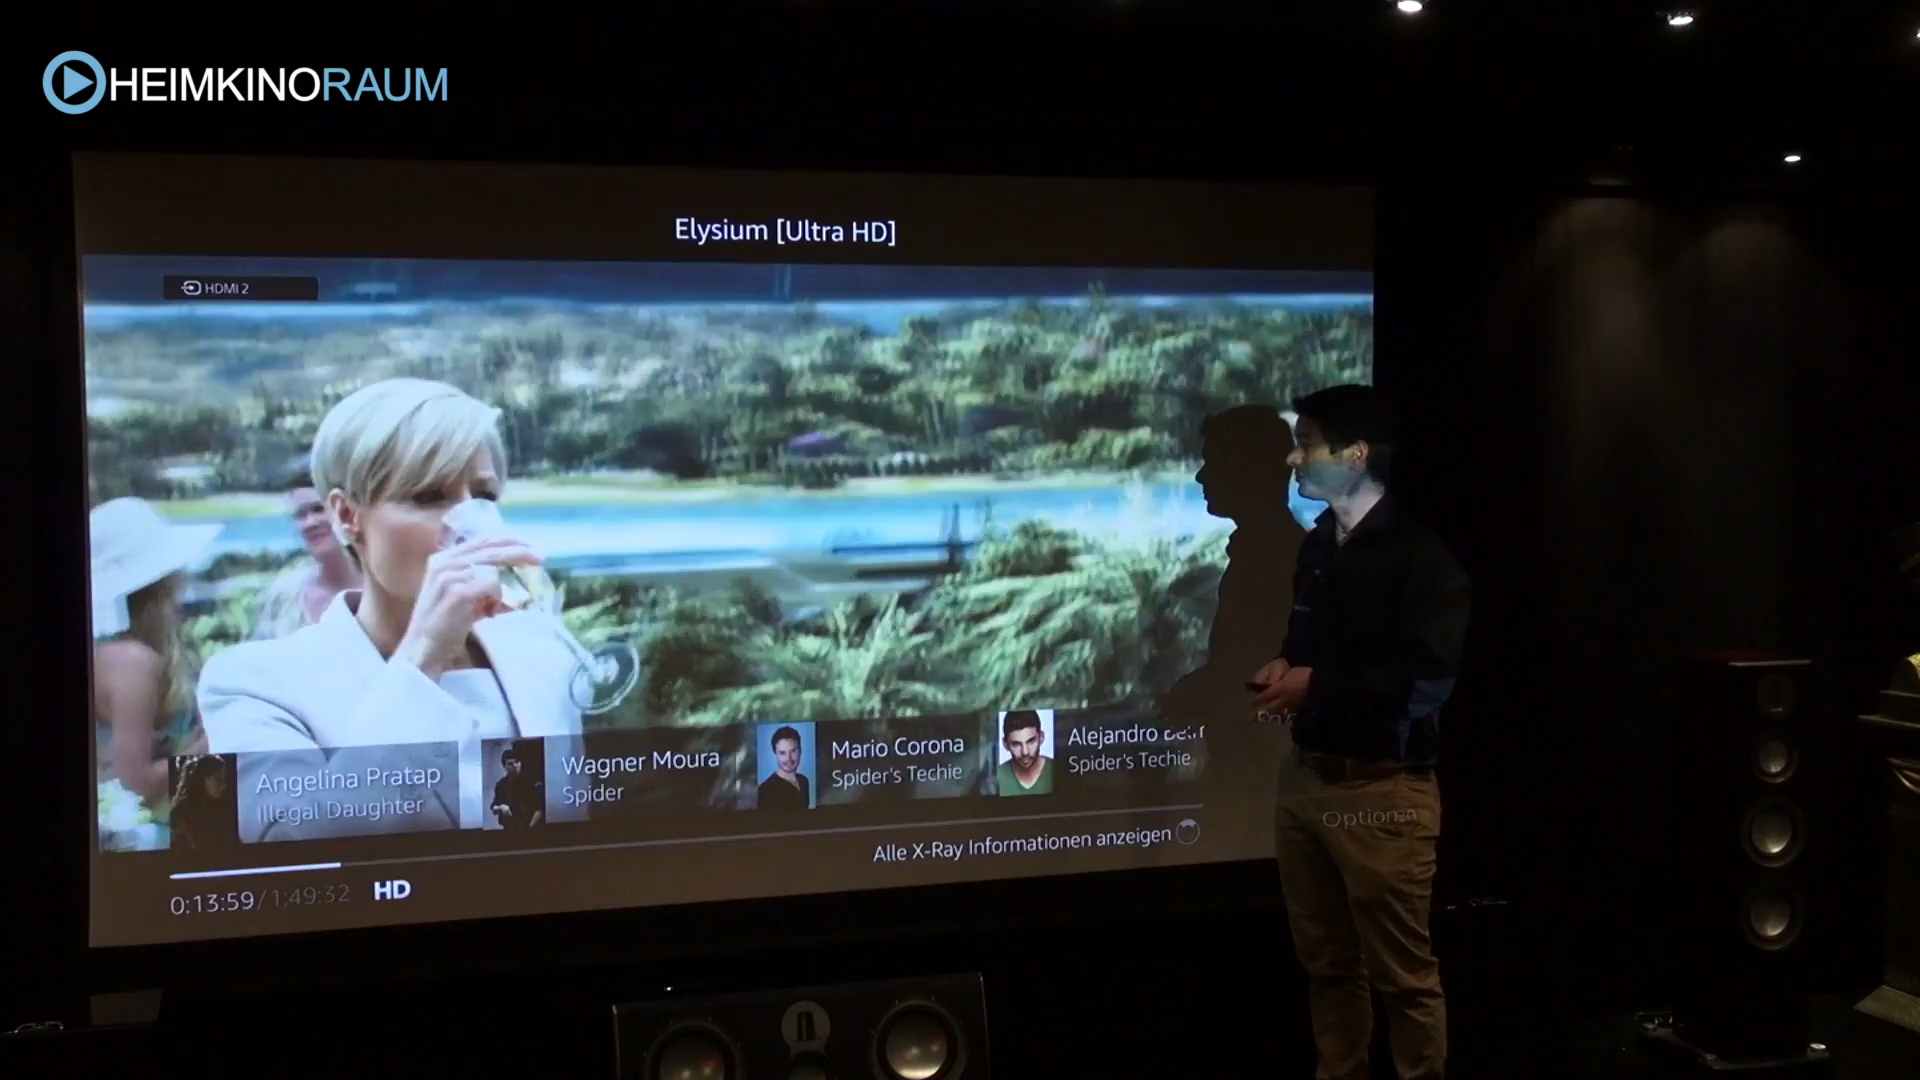 HEIMKINORAUM
Elysium [Ultra HD]
HDMI 2
Angelina Pratap
Illegal Daughter
Wagner Moura
Spider
Mario Corona
Spider's Techie
Alejandro
Spider's Techie
Optionen
Alle X-Ray Informationen anzeigen
0:13:59/1:49:32 HD